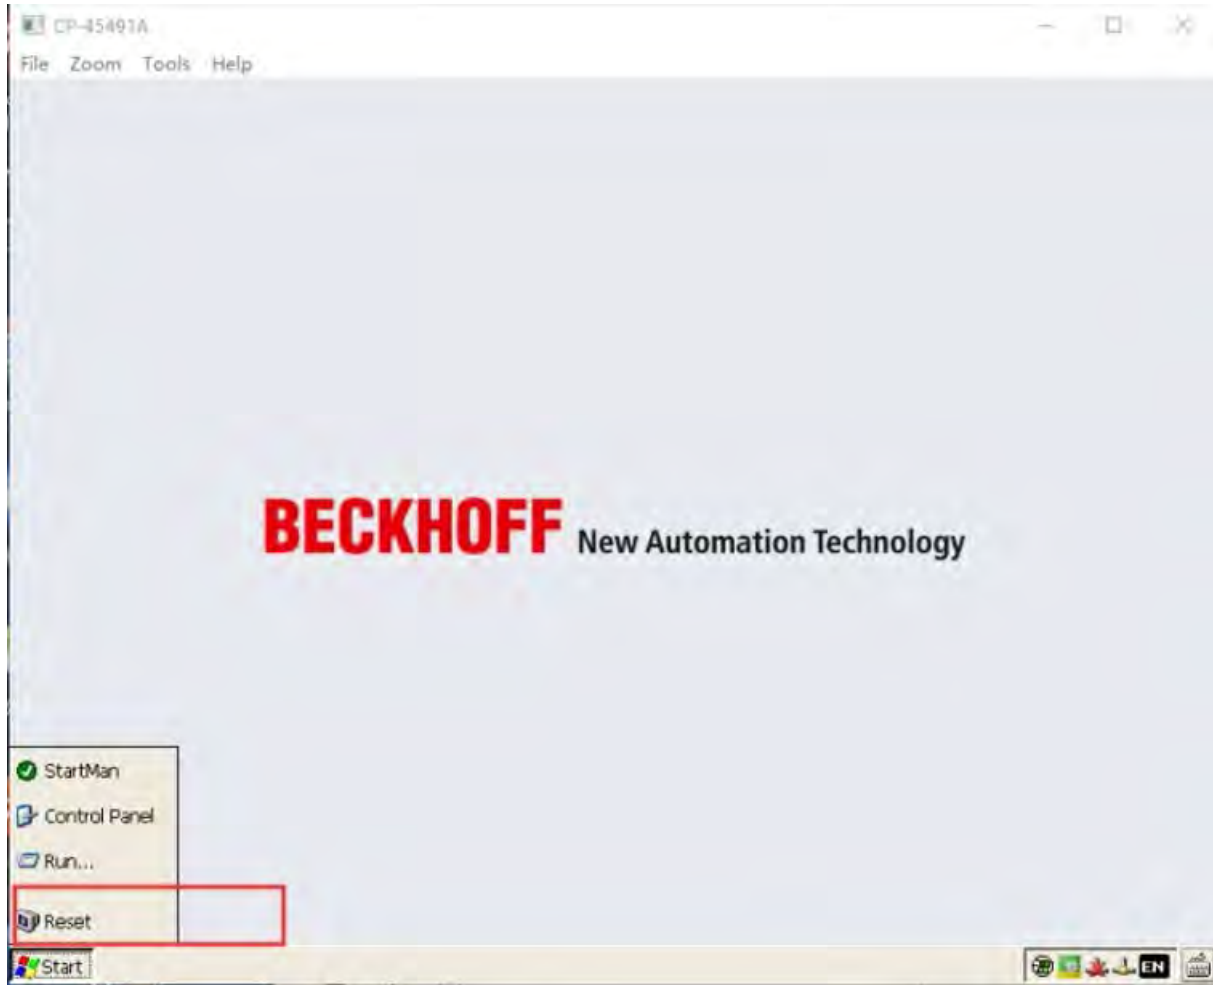 CP-45491A
File Zoom Tools Help
BECKHOFF New Automation Technology
StartMan
Control Panel
Run...
Reset
Start
EN